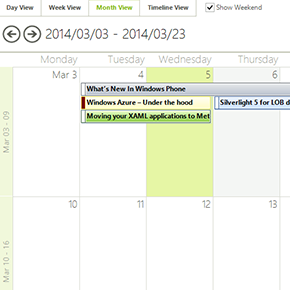 Day View Week View Month View Timeline View Show Weekend
2014/03/03 - 2014/03/23
Monday Tuesday Wednesday Thursday
Mar 3 4 5 6
What's New In Windows Phone
Windows Azure – Under the hood Silverlight 5 for LOB d
Moving your XAML applications to Met
Mar 03 - 09
10 11 12 13
Mar 10 - 16